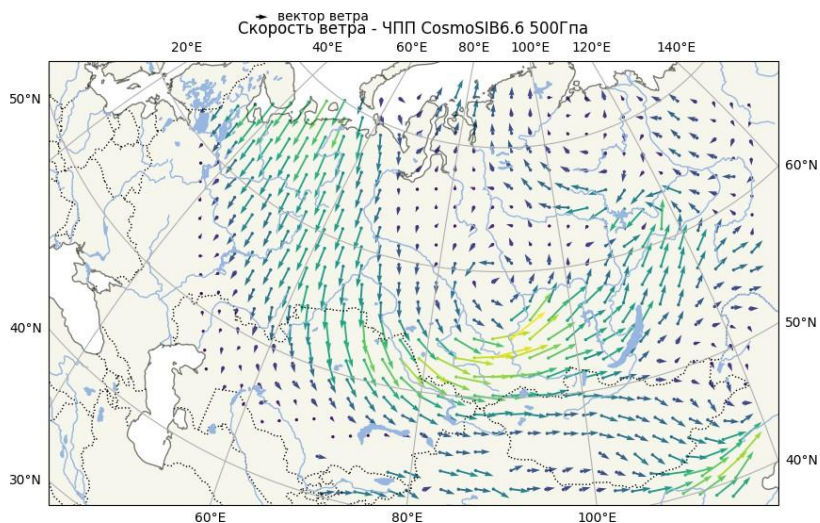 вектор ветра
Скорость ветра - ЧПП CosmoSIB6.6 500Гпа
20°E 40°E 60°E 80°E 100°E 120°E 140°E
50°N
60°N
40°N
50°N
30°N
40°N
60°E 80°E 100°E